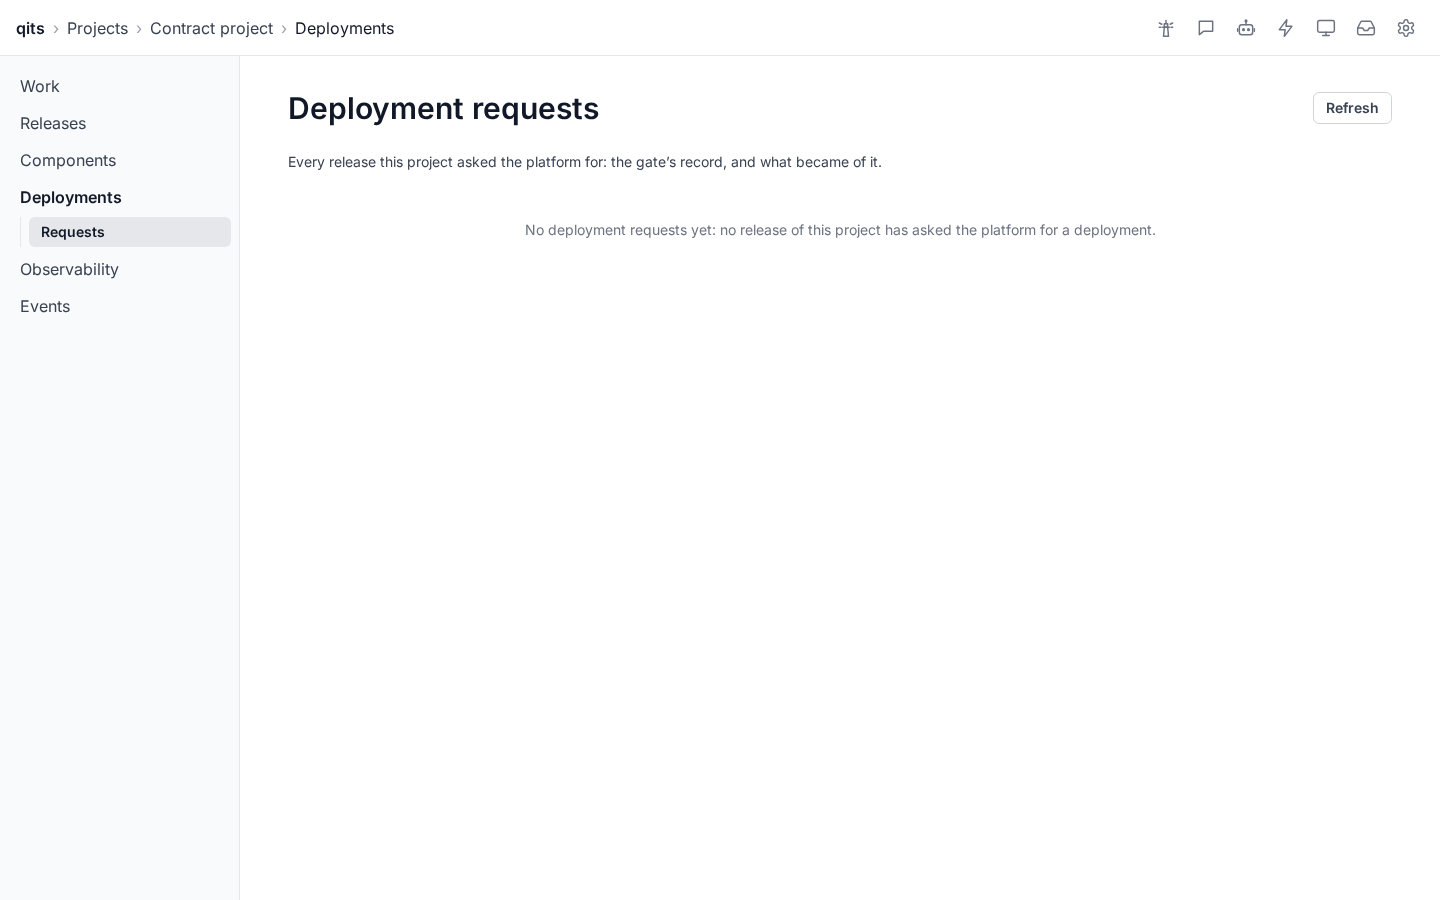 qits › Projects › Contract project › Deployments
Work
Releases
Components
Deployments
Requests
Observability
Events
Deployment requests
Refresh
Every release this project asked the platform for: the gate’s record, and what became of it.
No deployment requests yet: no release of this project has asked the platform for a deployment.